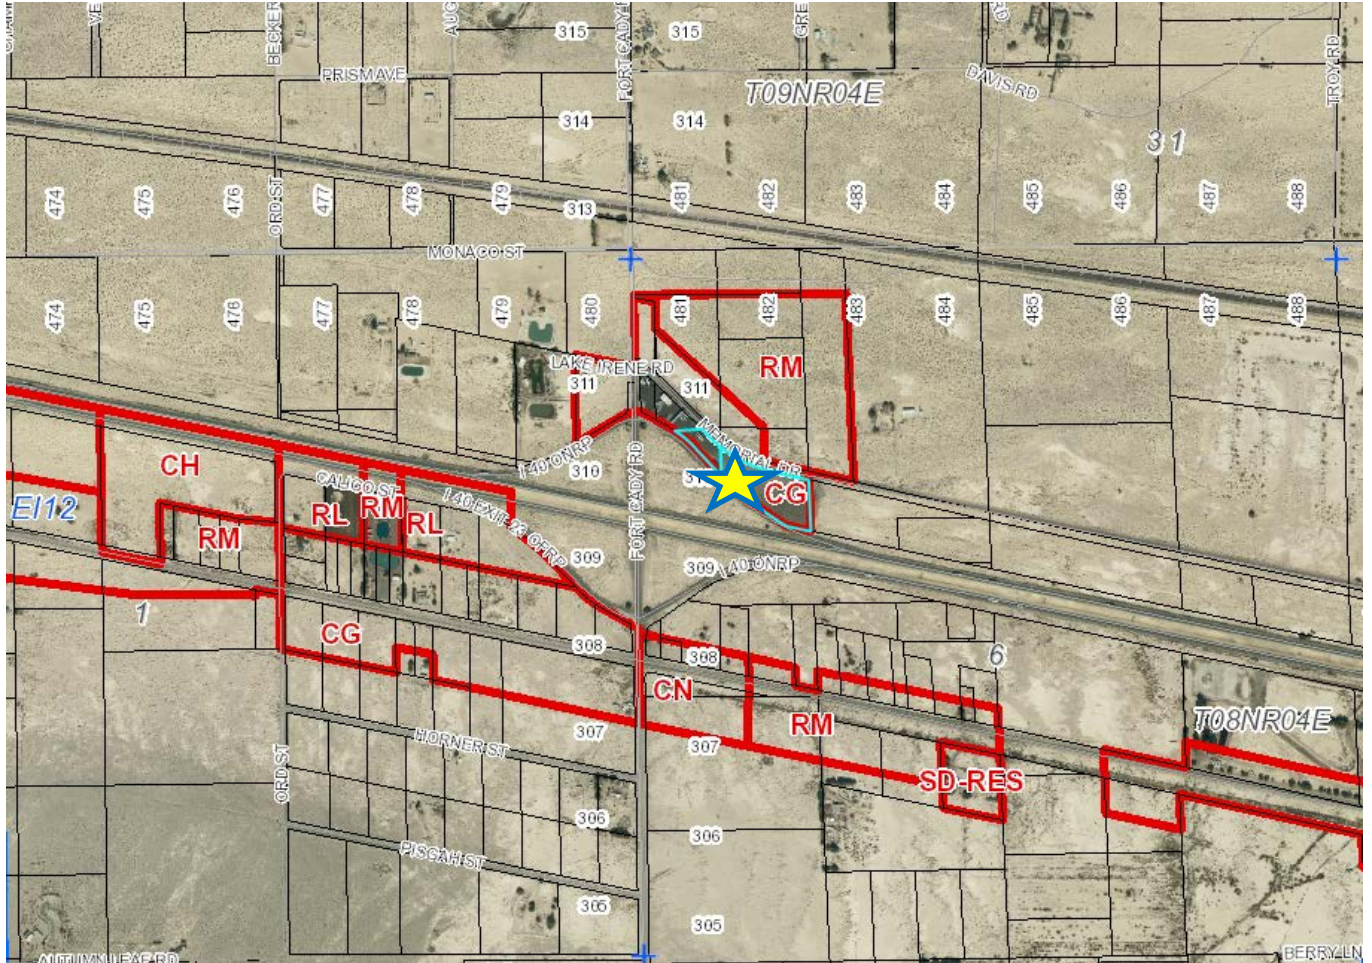 BECKER
FORT CADY R
315
315
GRE
TROY RD
PRISM AVE
DAVIS RD
T09NR04E
314
314
31
474
475
476
ORD ST
477
478
479
313
481
482
483
484
485
486
487
488
MONACO ST
474
475
476
477
478
479
480
481
482
483
484
485
486
487
488
LAKE IRENE RD
RM
311
311
MEMORIAL DR
CH
I 40 ONRP
310
FORT CADY RD
CG
CALICO ST
EI12
RL
RM
RL
I 40 EXIT 23 OFRP
RM
309
309
I 40 ONRP
1
CG
308
308
6
CN
RM
T08NR04E
HORNER ST
307
307
ORD ST
SD-RES
306
306
PISGAH ST
305
305
AUTUMN LEAF RD
BERRY LN